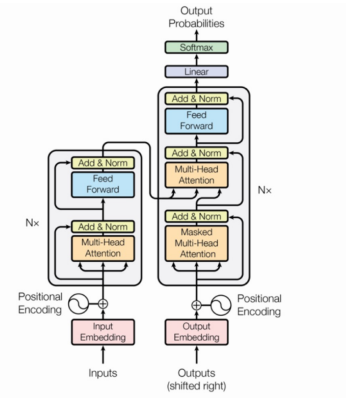 Output
Probabilities
Softmax
Linear
Add & Norm
Feed
Forward
Add & Norm
Multi-Head
Attention
Add & Norm
Masked
Multi-Head
Attention
N×
Add & Norm
Feed
Forward
N×
Add & Norm
Multi-Head
Attention
Positional
Encoding
Positional
Encoding
Input
Embedding
Output
Embedding
Inputs
Outputs
(shifted right)